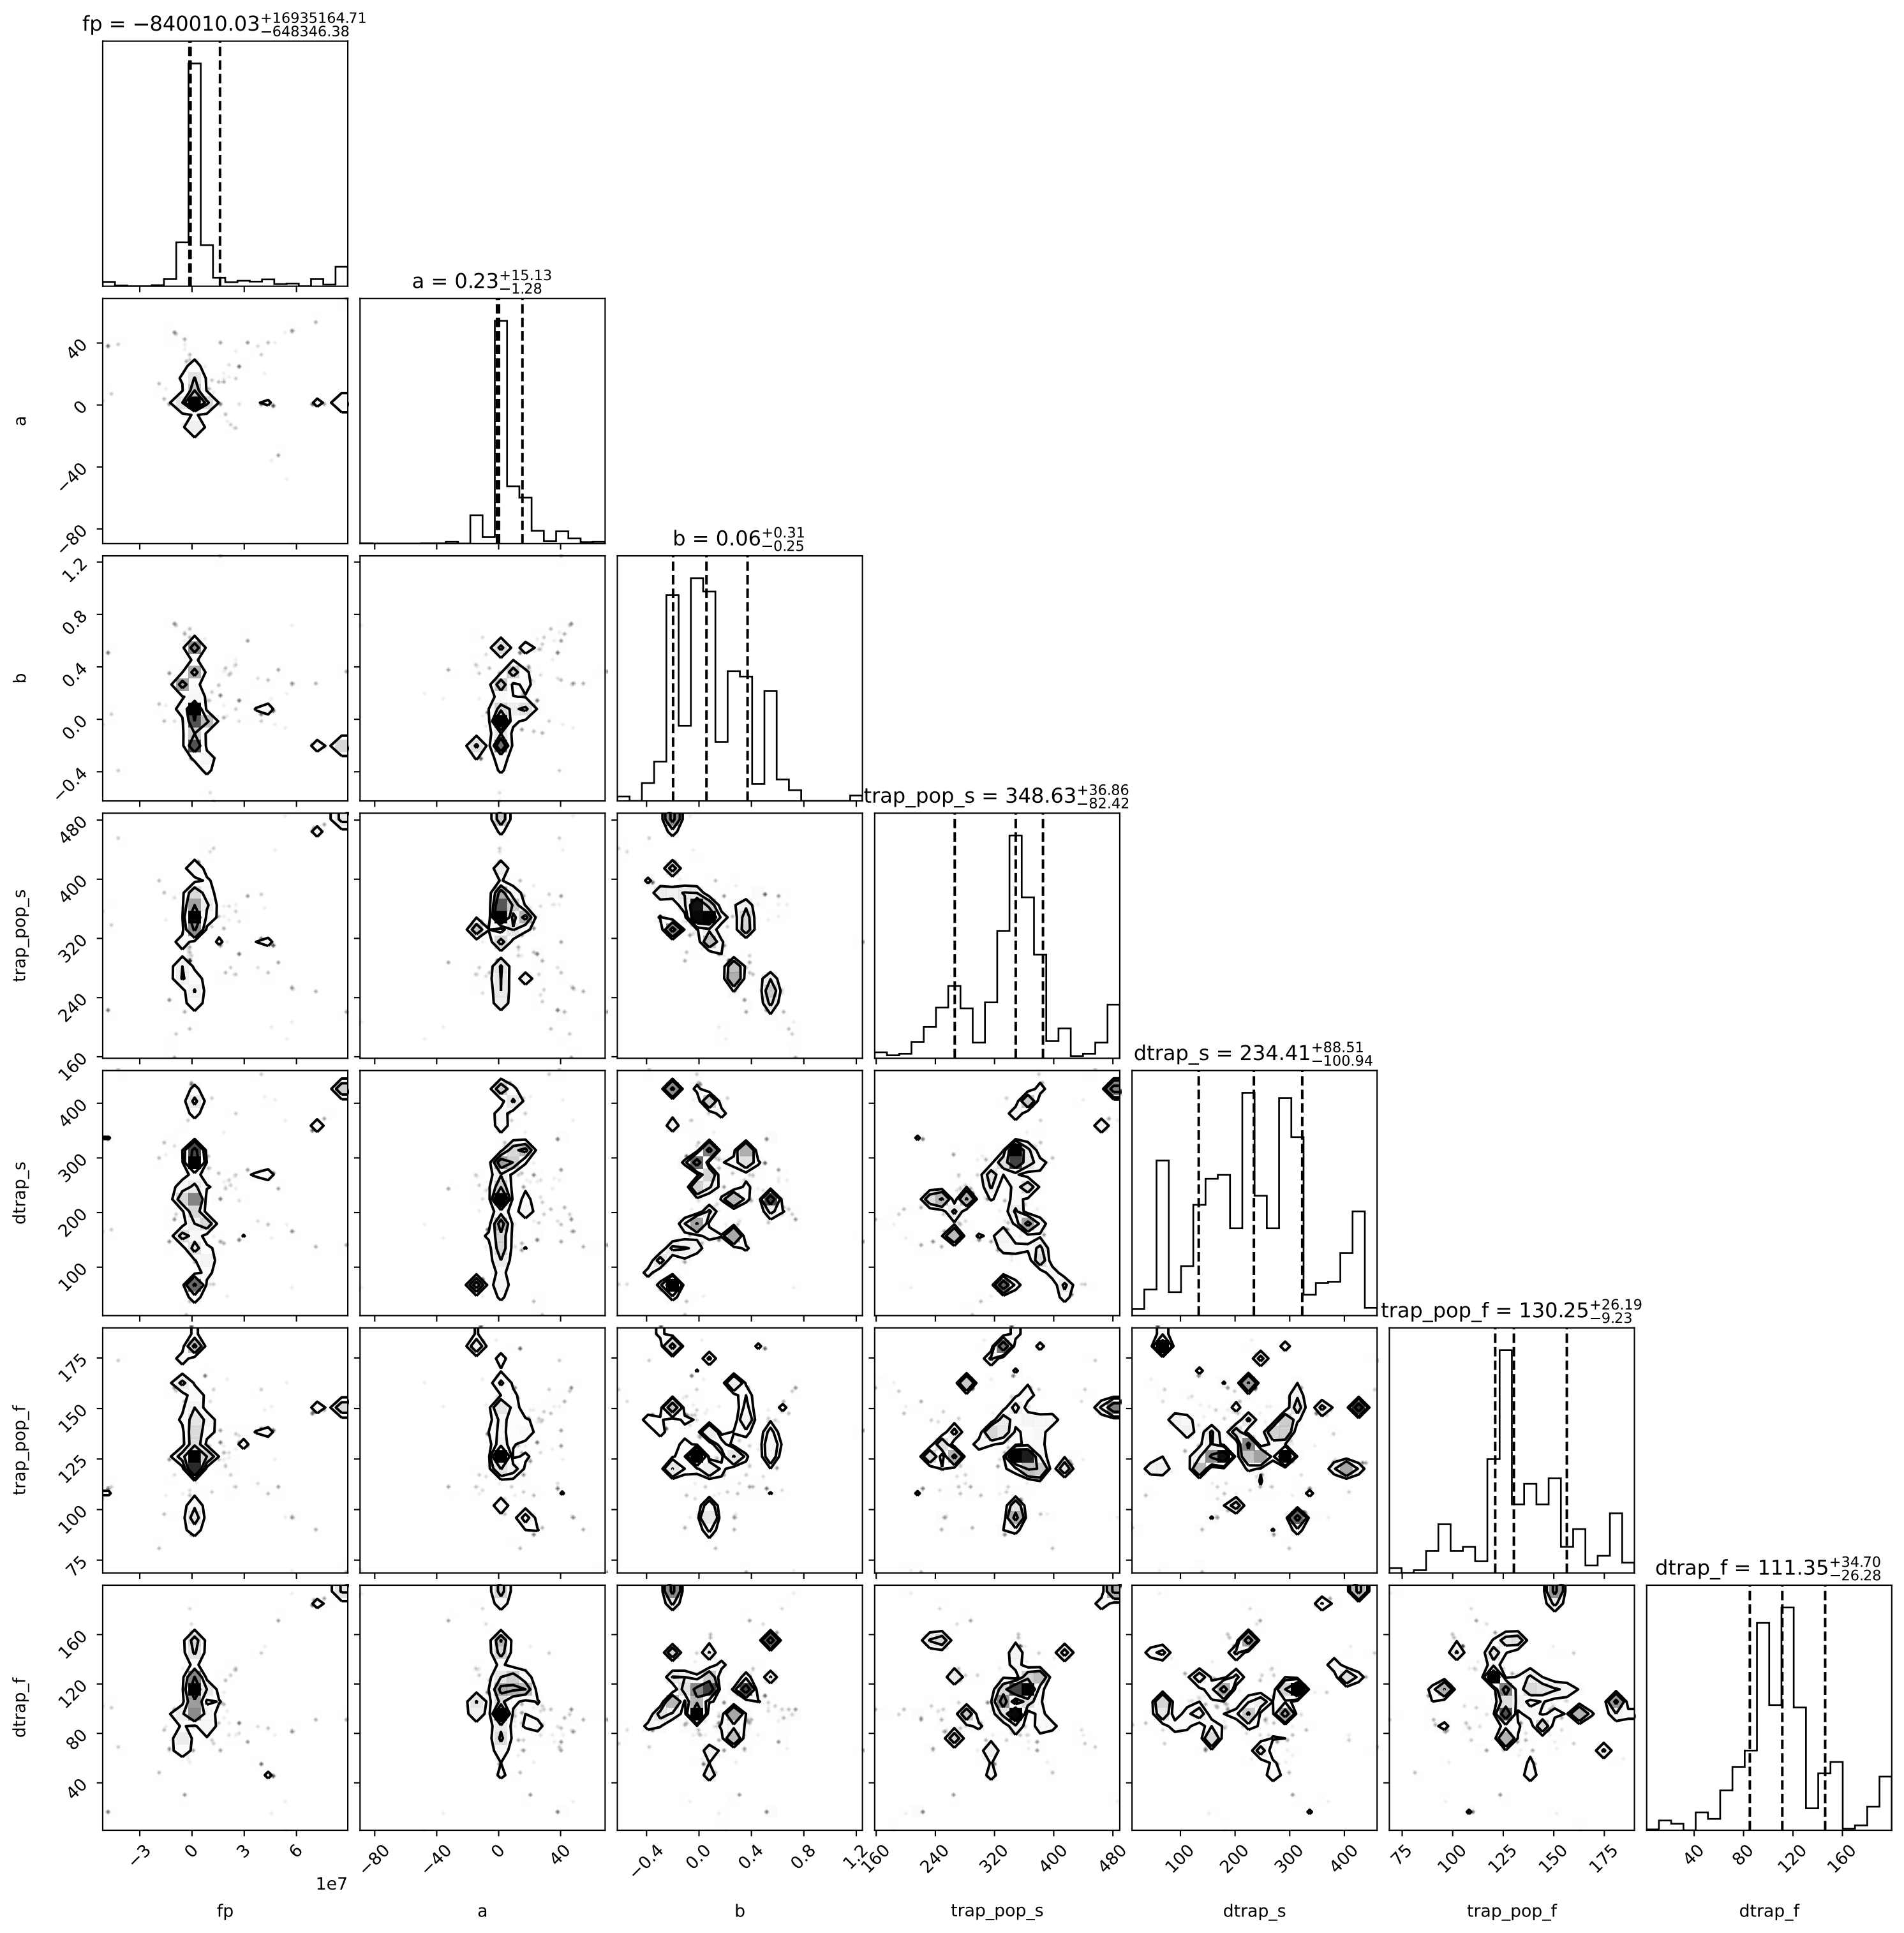 fp = −840010.03+16935164.71−648346.38
a = 0.23+15.13−1.28
40
0
−40
−80
a
b = 0.06+0.31−0.25
1.2
0.8
0.4
0.0
−0.4
b
trap_pop_s = 348.63+36.86−82.42
480
400
320
240
160
trap_pop_s
dtrap_s = 234.41+88.51−100.94
400
300
200
100
dtrap_s
trap_pop_f = 130.25+26.19−9.23
175
150
125
100
75
trap_pop_f
dtrap_f = 111.35+34.70−26.28
160
120
80
40
dtrap_f
−3 0 3 6 −80 −40 0 40 −0.4 0.0 0.4 0.8 1.2 160 240 320 400 480 100 200 300 400 75 100 125 150 175 40 80 120 160
1e7
fp a b trap_pop_s dtrap_s trap_pop_f dtrap_f